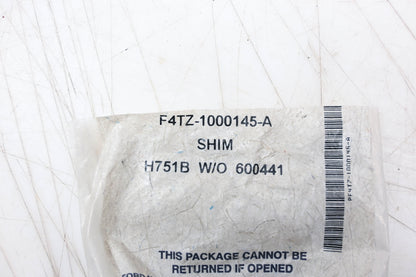 F4TZ-1000145-A
SHIM
H751B W/O 600441
THIS PACKAGE CANNOT BE
RETURNED IF OPENED